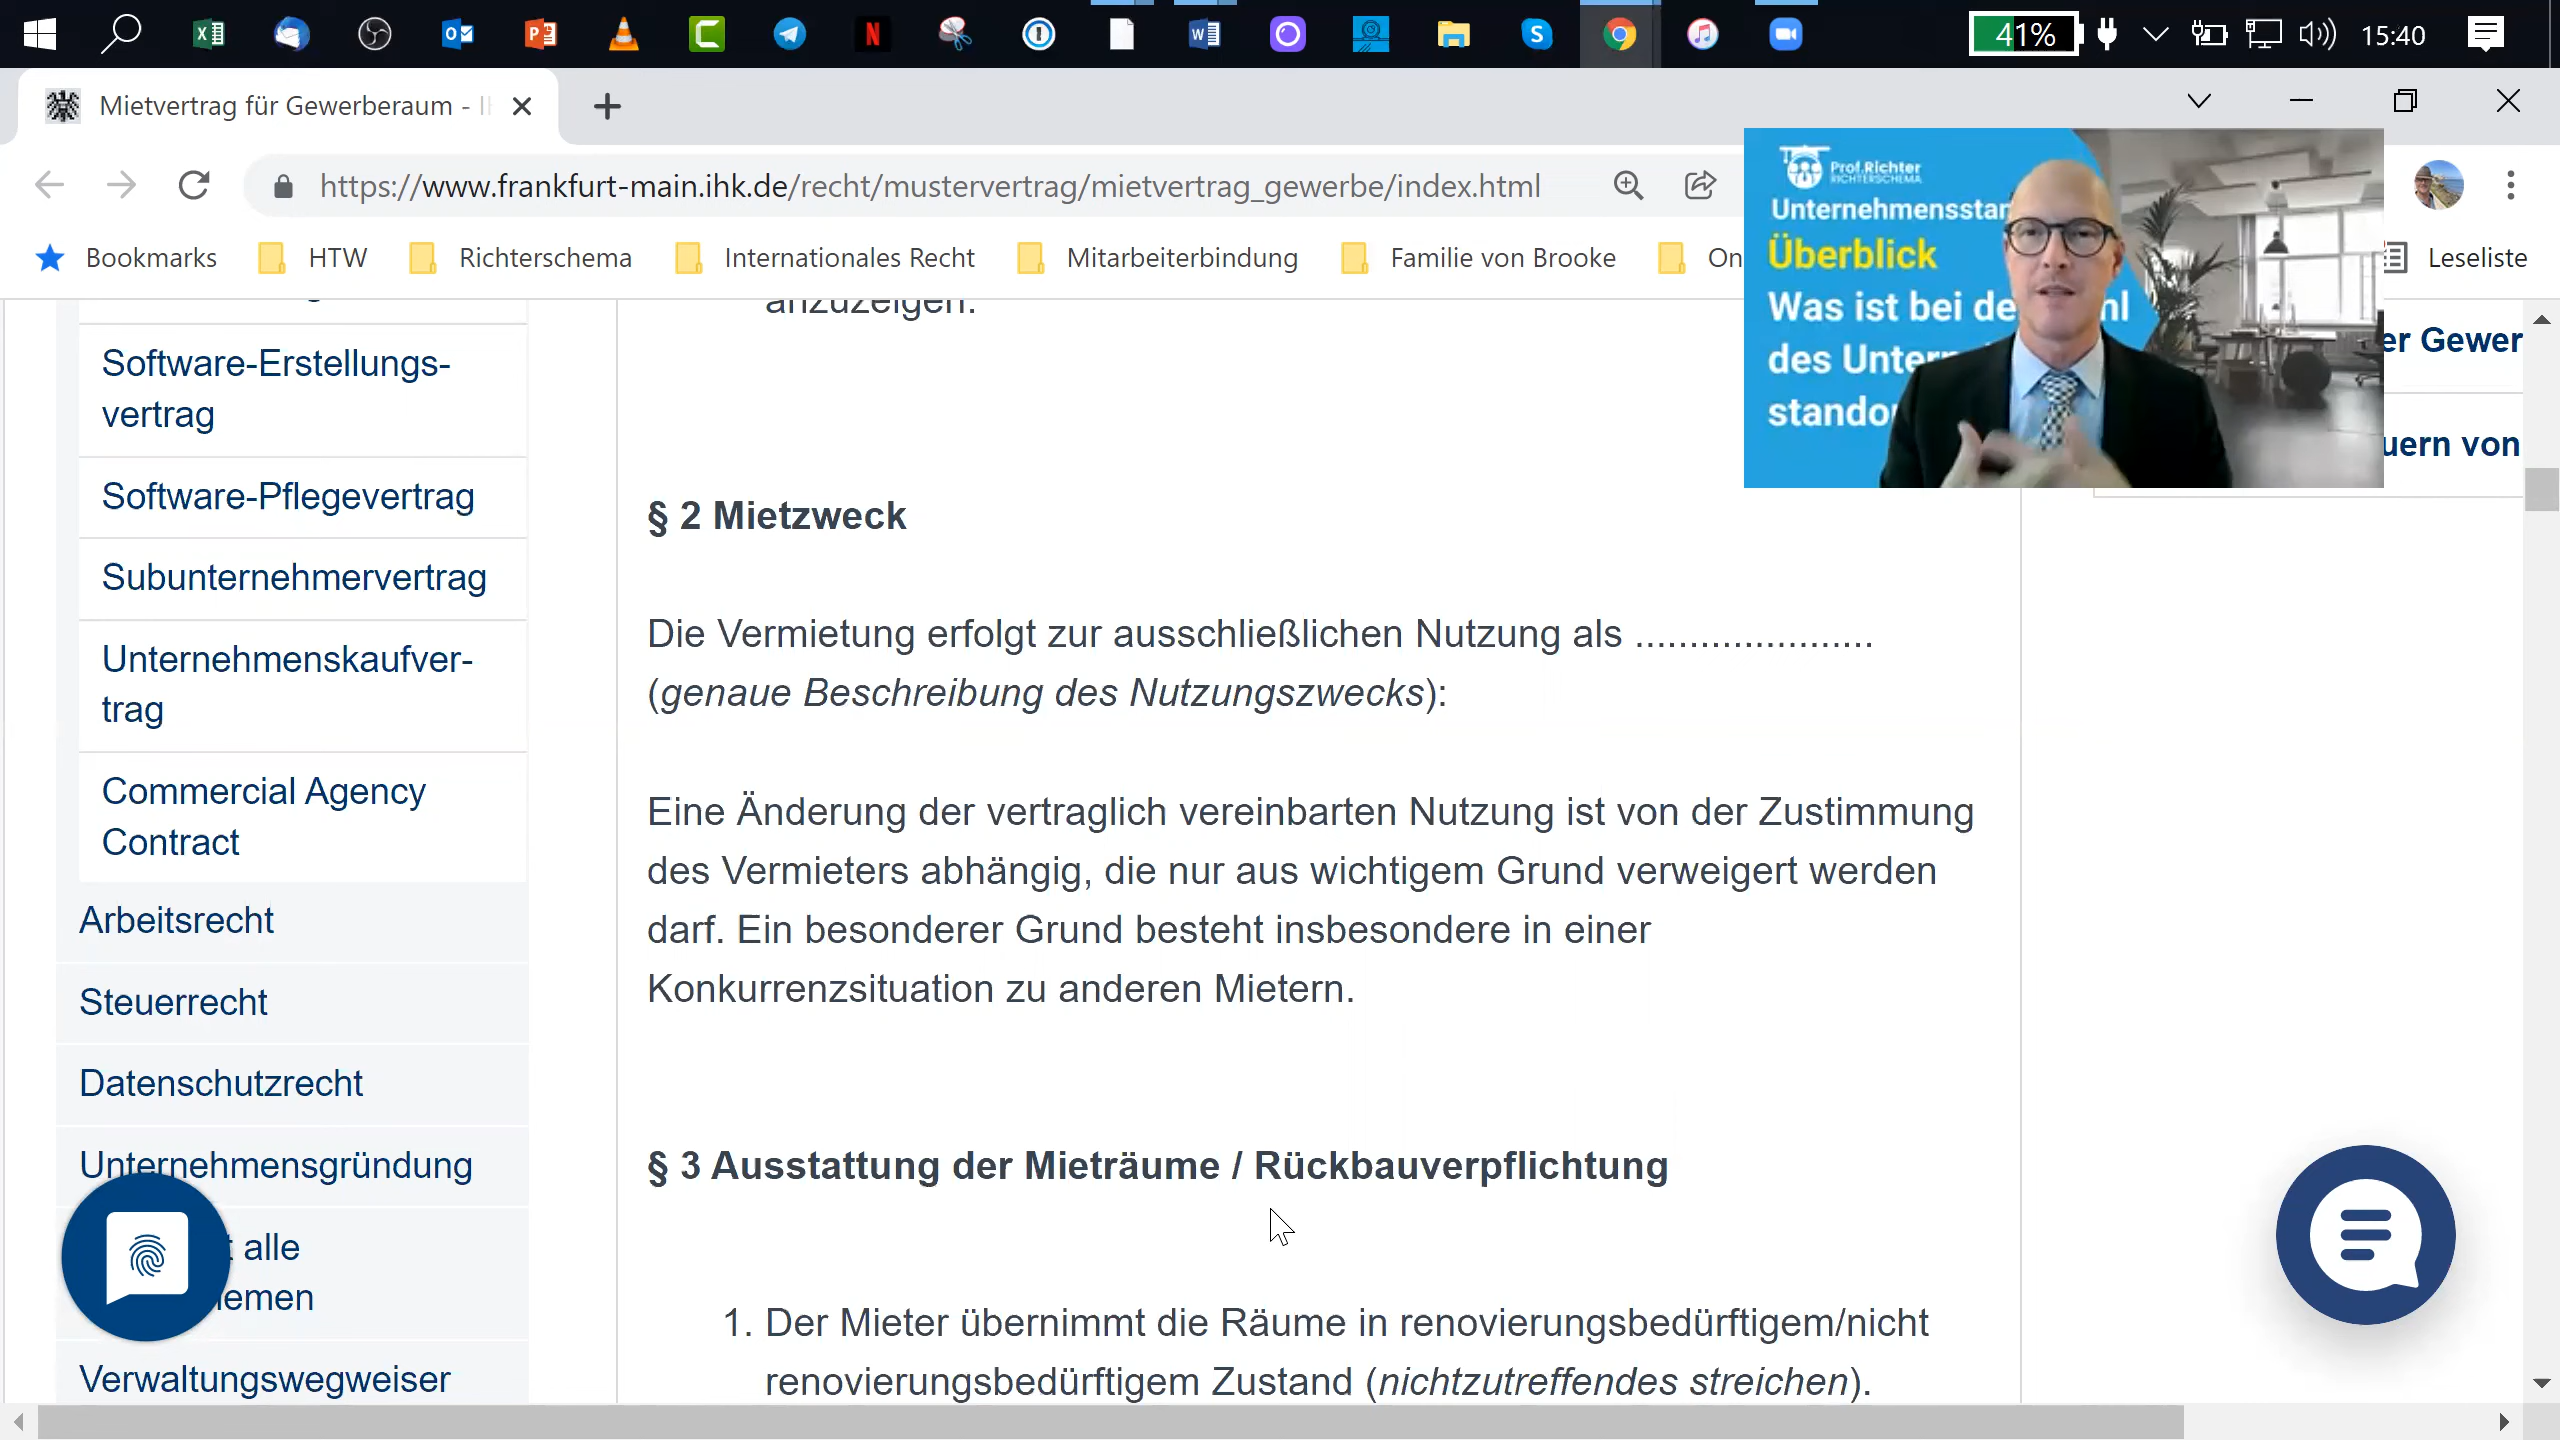 41%
15:40
Mietvertrag für Gewerberaum -
https://www.frankfurt-main.ihk.de/recht/mustervertrag/mietvertrag_gewerbe/index.html
Bookmarks
HTW
Richterschema
Internationales Recht
Mitarbeiterbindung
Familie von Brooke
On
Leseliste
Prof.Richter
RICHTERSCHEMA
Unternehmensstan
Überblick
Was ist bei de hl
des Unter
stando
er Gewer
uern von
Software-Erstellungs-
vertrag
Software-Pflegevertrag
Subunternehmervertrag
Unternehmenskaufver-
trag
Commercial Agency
Contract
Arbeitsrecht
Steuerrecht
Datenschutzrecht
Unternehmensgründung
t alle
emen
Verwaltungswegweiser
anzuzeigen.
§ 2 Mietzweck
Die Vermietung erfolgt zur ausschließlichen Nutzung als ......................
(genaue Beschreibung des Nutzungszwecks):
Eine Änderung der vertraglich vereinbarten Nutzung ist von der Zustimmung
des Vermieters abhängig, die nur aus wichtigem Grund verweigert werden
darf. Ein besonderer Grund besteht insbesondere in einer
Konkurrenzsituation zu anderen Mietern.
§ 3 Ausstattung der Mieträume / Rückbauverpflichtung
1. Der Mieter übernimmt die Räume in renovierungsbedürftigem/nicht
renovierungsbedürftigem Zustand (nichtzutreffendes streichen).